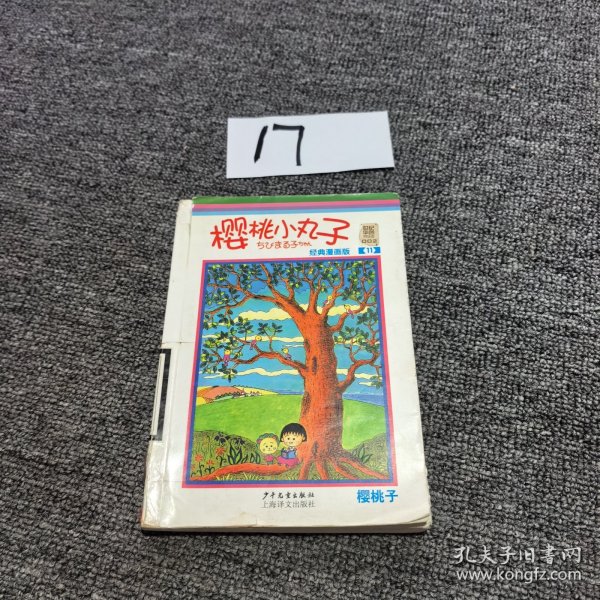 17
樱桃小丸子
ちびまる子ちゃん
经典漫画版
11
少年儿童出版社
上海译文出版社
樱桃子
孔夫子旧书网
www.kongfz.com